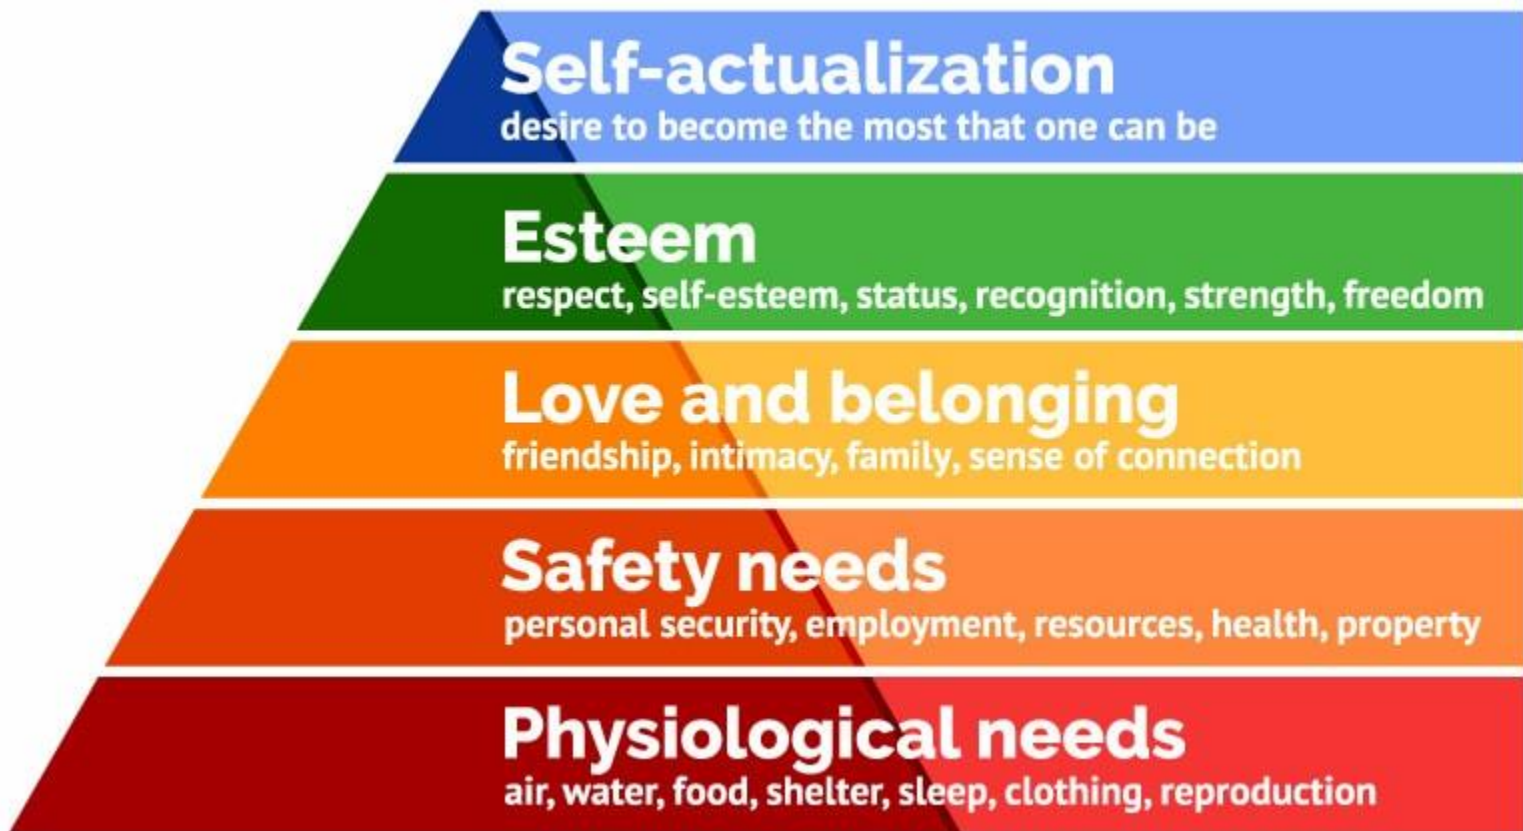 Self-actualization
desire to become the most that one can be
Esteem
respect, self-esteem, status, recognition, strength, freedom
Love and belonging
friendship, intimacy, family, sense of connection
Safety needs
personal security, employment, resources, health, property
Physiological needs
air, water, food, shelter, sleep, clothing, reproduction